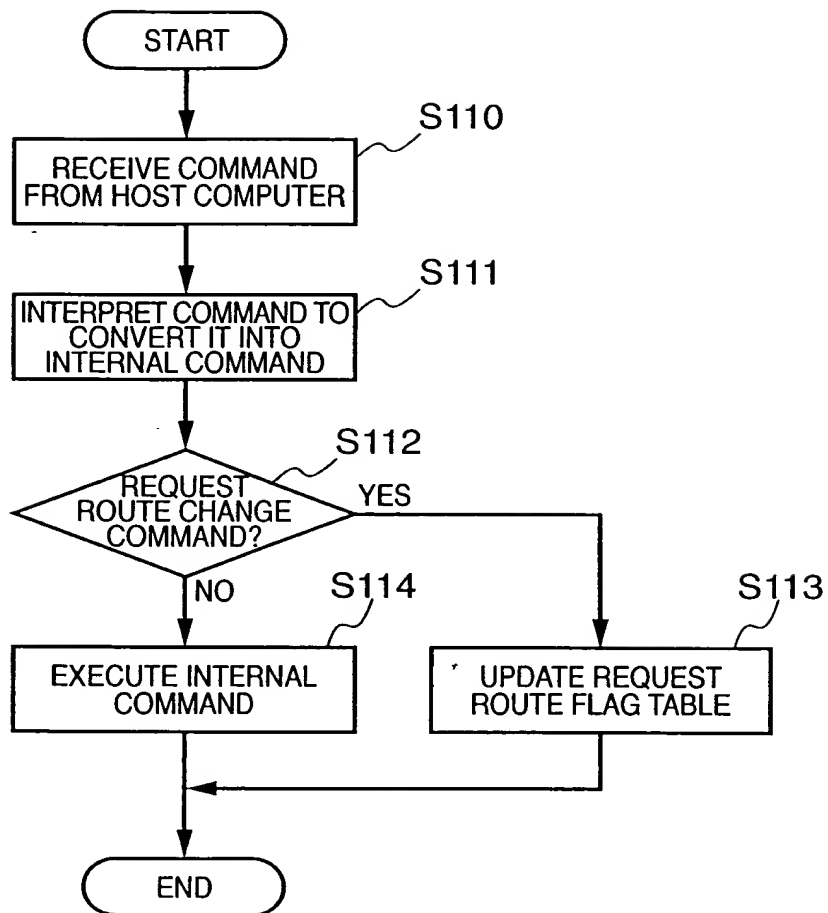 START
S110
RECEIVE COMMAND
FROM HOST COMPUTER
S111
INTERPRET COMMAND TO
CONVERT IT INTO
INTERNAL COMMAND
S112
REQUEST
ROUTE CHANGE
COMMAND?
YES
NO
S114
EXECUTE INTERNAL
COMMAND
S113
UPDATE REQUEST
ROUTE FLAG TABLE
END